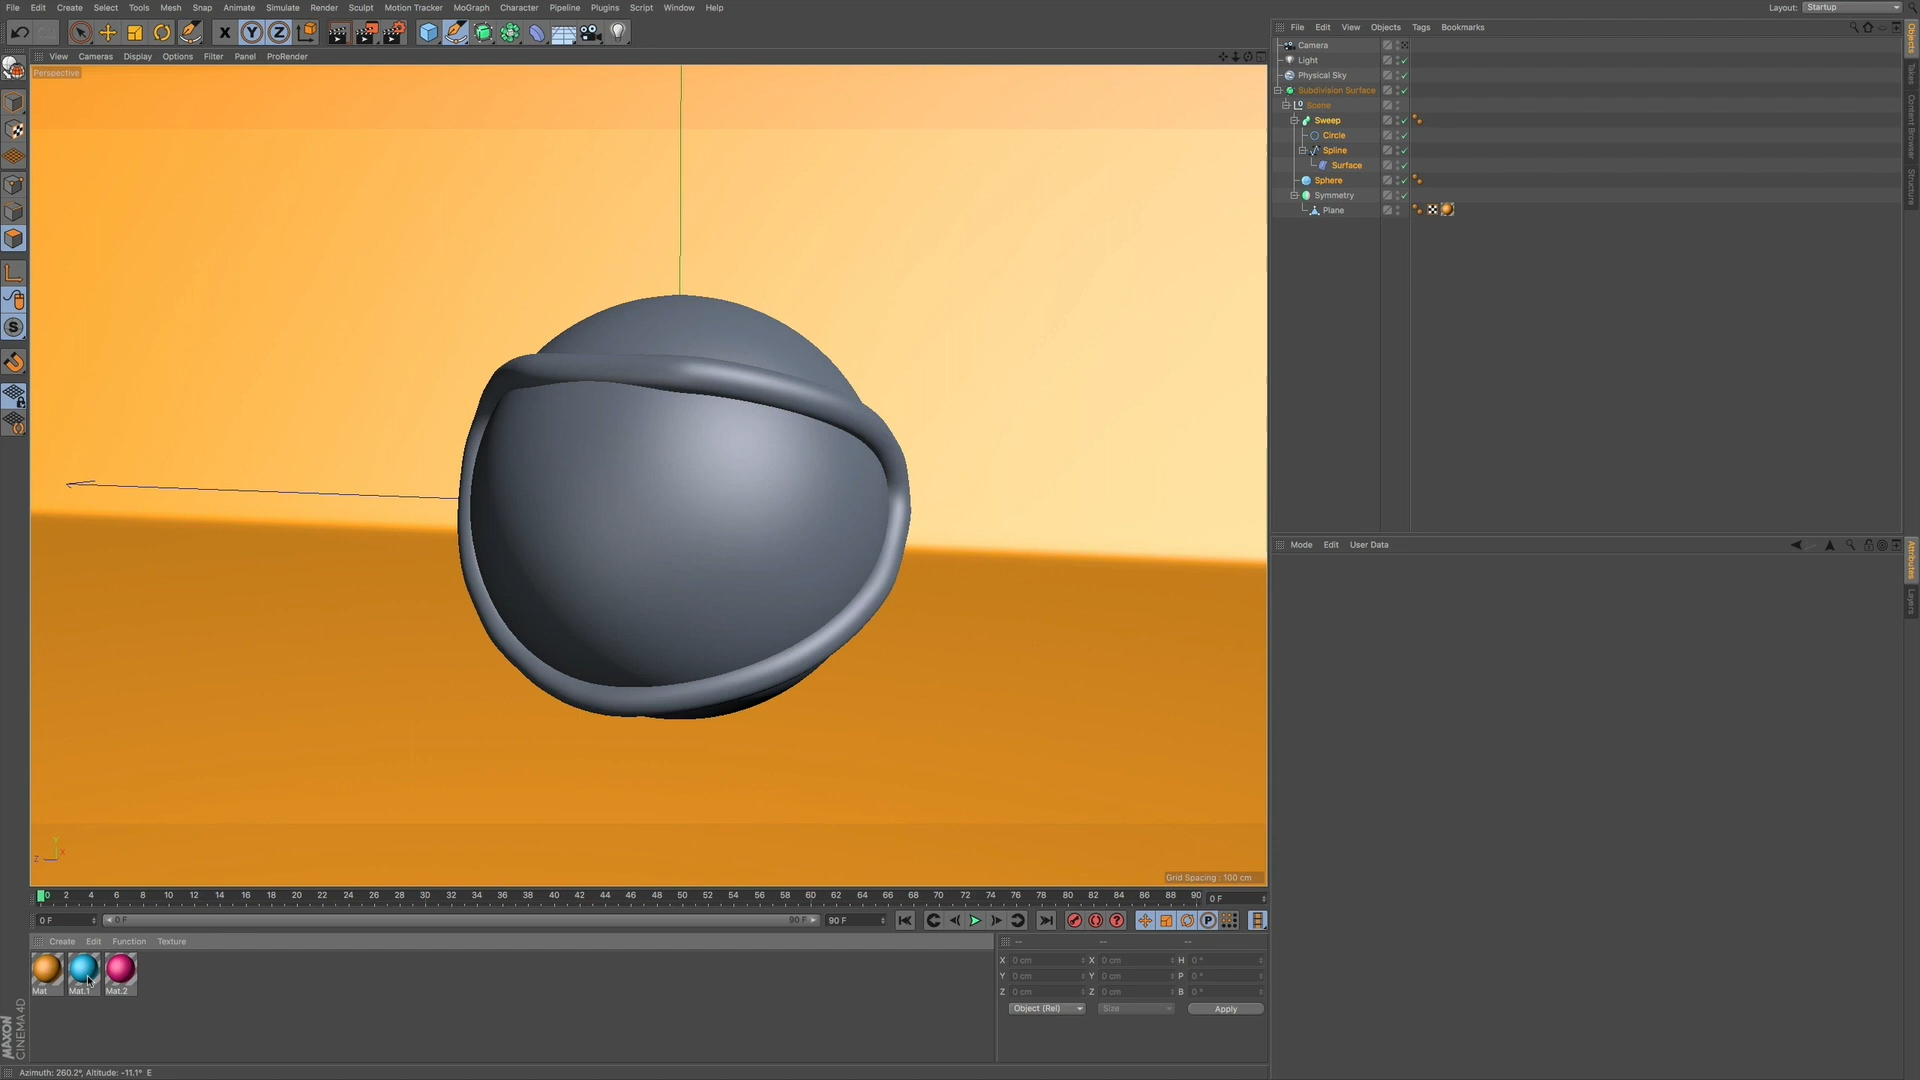 File Edit Create Select Tools Mesh Snap Animate Simulate Render Sculpt Motion Tracker MoGraph Character Pipeline Plugins Script Window Help Layout: Startup
X Y Z
File Edit View Objects Tags Bookmarks
View Cameras Display Options Filter Panel ProRender
Perspective
Camera
Light
Physical Sky
Subdivision Surface
Scene
Sweep
Circle
Spline
Surface
Sphere
Symmetry
Plane
Objects
Takes
Content Browser
Structure
S
Mode Edit User Data
Attributes
Layers
Y
X
Z
Grid Spacing : 100 cm
0 2 4 6 8 10 12 14 16 18 20 22 24 26 28 30 32 34 36 38 40 42 44 46 48 50 52 54 56 58 60 62 64 66 68 70 72 74 76 78 80 82 84 86 88 90 0 F
0 F 0 F 90 F 90 F P
Create Edit Function Texture
-- -- --
X 0 cm X 0 cm H 0 °
Y 0 cm Y 0 cm P 0 °
Z 0 cm Z 0 cm B 0 °
Mat Mat.1 Mat.2
Object (Rel) Size Apply
MAXON
CINEMA 4D
Azimuth: 260.2°, Altitude: -11.1° E